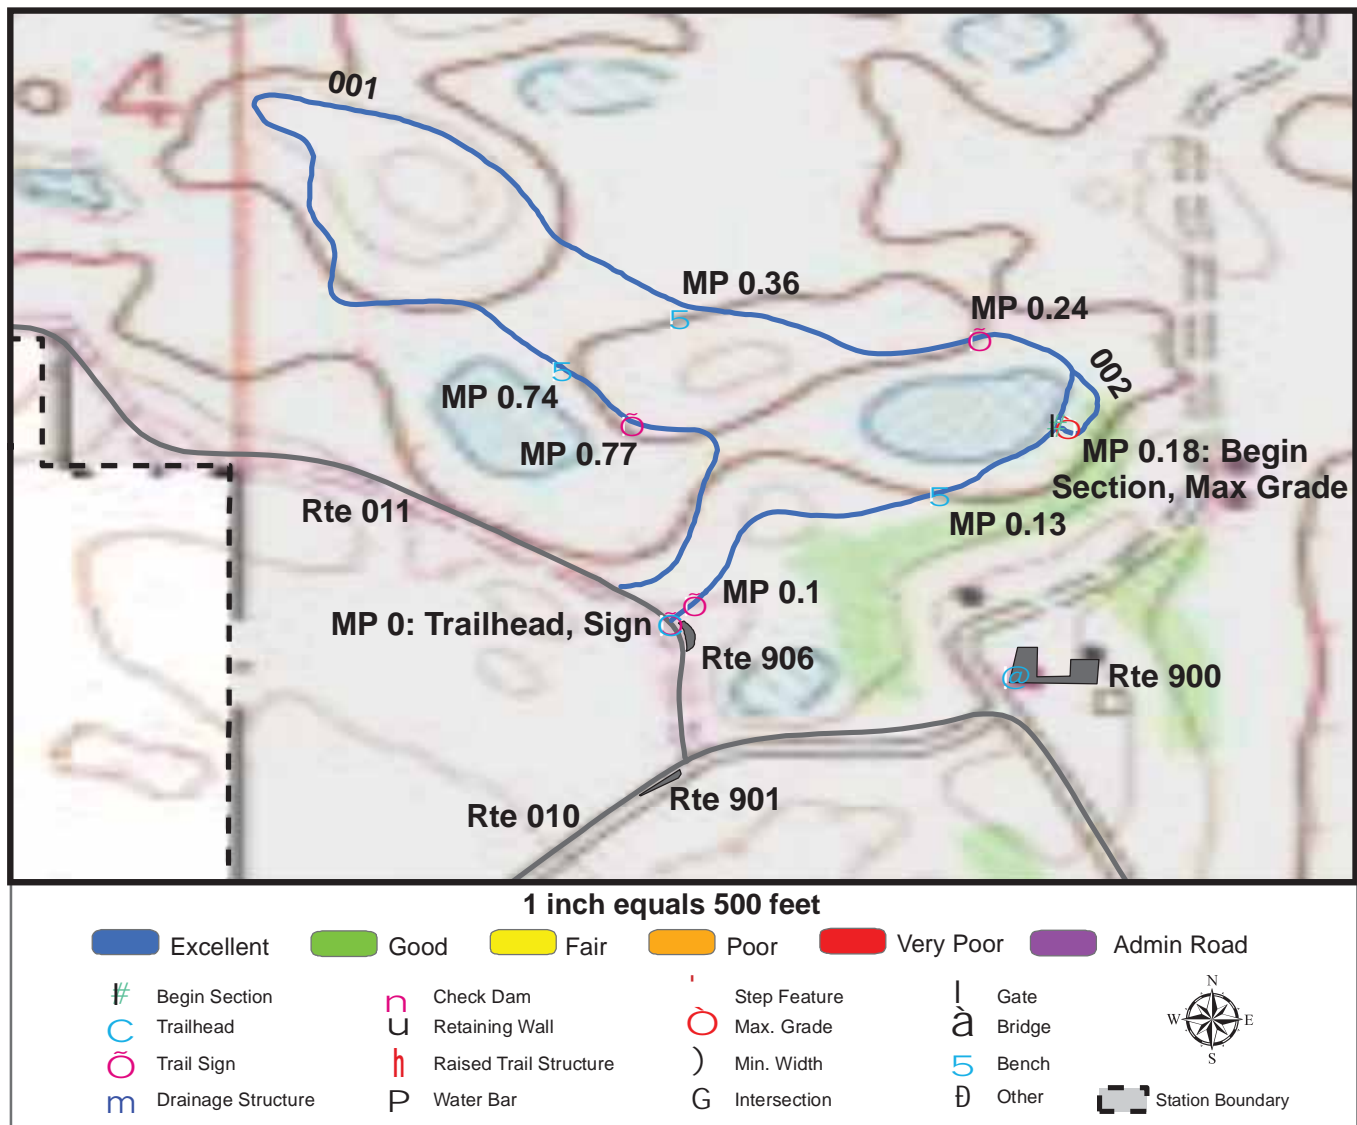 4
001
MP 0.36
MP 0.24
002
MP 0.74
MP 0.77
MP 0.18: Begin
Section, Max Grade
Rte 011
MP 0.13
MP 0.1
MP 0: Trailhead, Sign
Rte 906
Rte 900
Rte 901
Rte 010
1 inch equals 500 feet
Excellent
Good
Fair
Poor
Very Poor
Admin Road
Begin Section
Trailhead
Trail Sign
Drainage Structure
n Check Dam
u Retaining Wall
h Raised Trail Structure
P Water Bar
Step Feature
Ò Max. Grade
) Min. Width
G Intersection
Gate
à Bridge
5 Bench
Đ Other
N
W E
S
Station Boundary